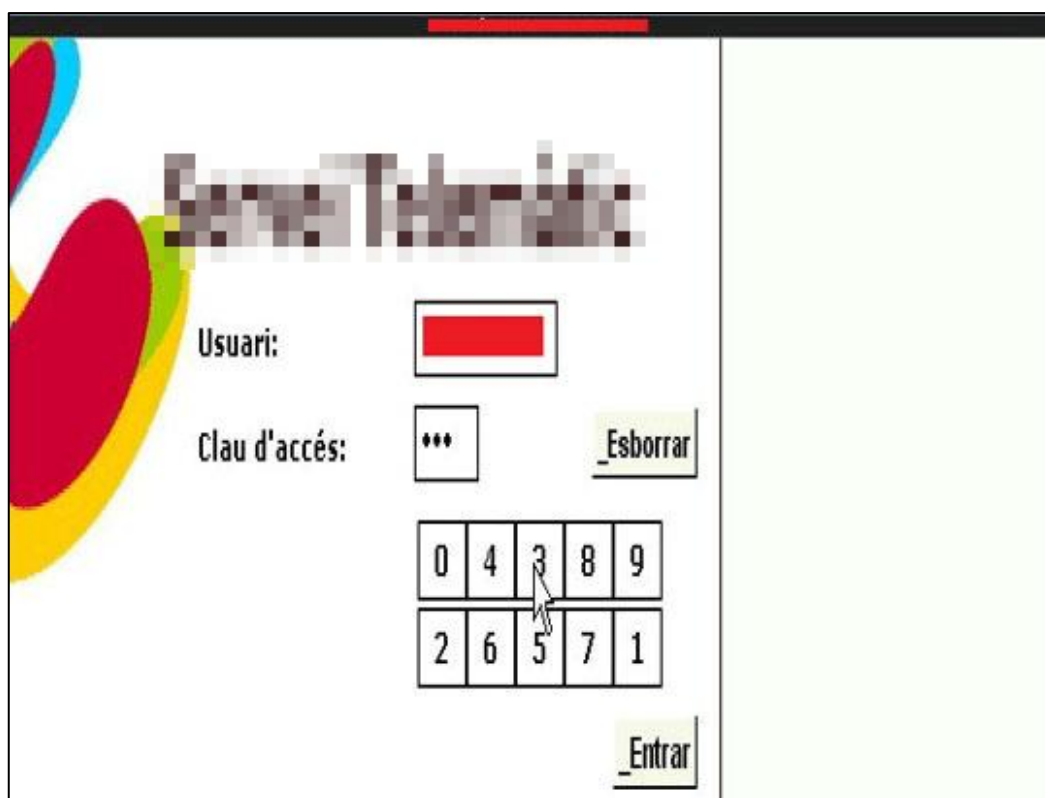 Usuari:
Clau d'accés:
•••
_Esborrar
0 4 3 8 9
2 6 5 7 1
_Entrar